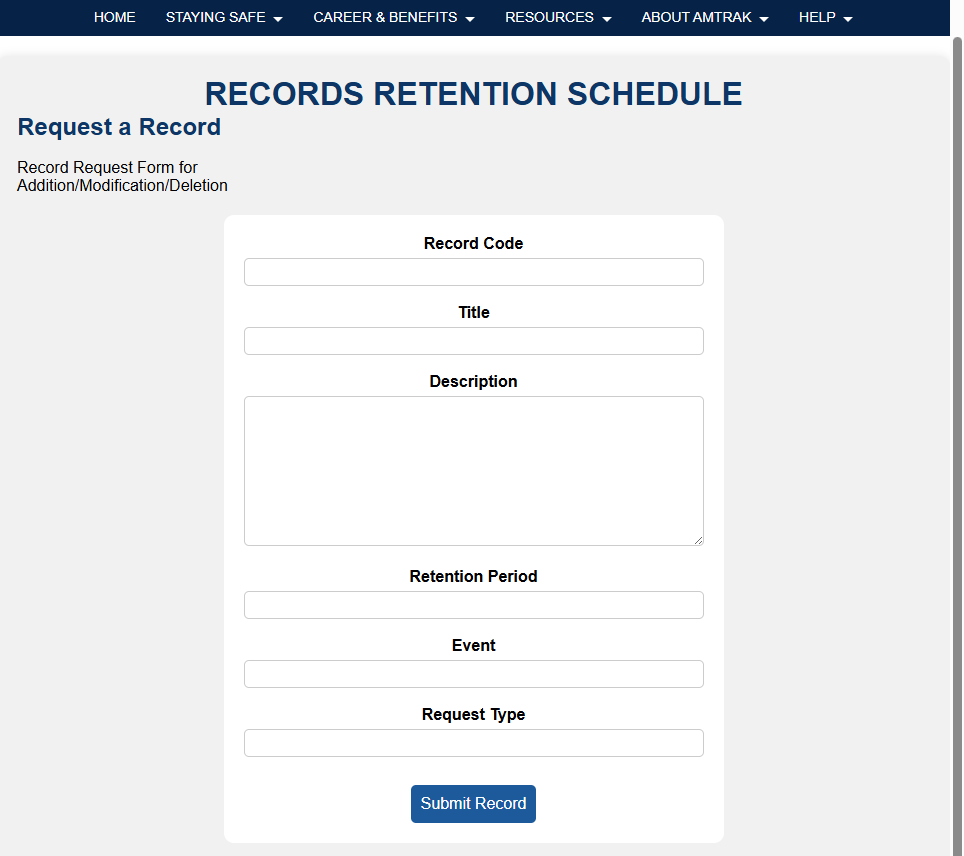 HOME STAYING SAFE CAREER & BENEFITS RESOURCES ABOUT AMTRAK HELP
RECORDS RETENTION SCHEDULE
Request a Record
Record Request Form for
Addition/Modification/Deletion
Record Code
Title
Description
Retention Period
Event
Request Type
Submit Record